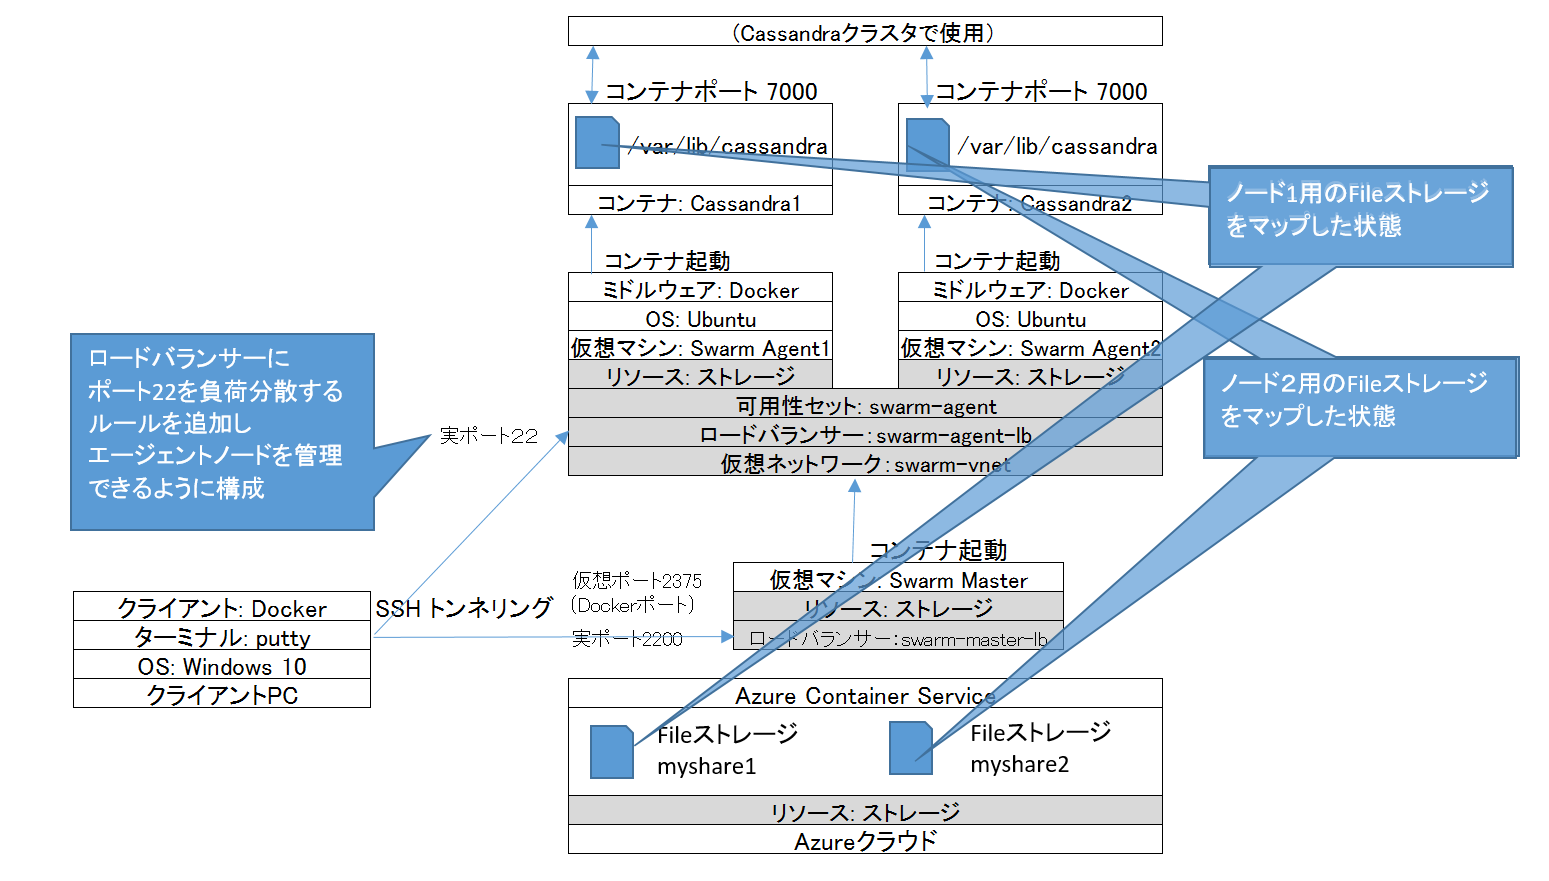 (Cassandraクラスタで使用)
コンテナポート 7000
コンテナポート 7000
/var/lib/cassandra
/var/lib/cassandra
コンテナ: Cassandra1
コンテナ: Cassandra2
ノード1用のFileストレージ
をマップした状態
コンテナ起動
コンテナ起動
ミドルウェア: Docker
ミドルウェア: Docker
OS: Ubuntu
OS: Ubuntu
仮想マシン: Swarm Agent1
仮想マシン: Swarm Agent2
リソース: ストレージ
リソース: ストレージ
ノード２用のFileストレージ
をマップした状態
可用性セット: swarm-agent
ロードバランサー: swarm-agent-lb
仮想ネットワーク: swarm-vnet
ロードバランサーに
ポート22を負荷分散する
ルールを追加し
エージェントノードを管理
できるように構成
実ポート２２
コンテナ起動
仮想マシン: Swarm Master
リソース: ストレージ
ロードバランサー: swarm-master-lb
仮想ポート2375
(Dockerポート)
実ポート2200
SSH トンネリング
クライアント: Docker
ターミナル: putty
OS: Windows 10
クライアントPC
Azure Container Service
Fileストレージ
myshare1
Fileストレージ
myshare2
リソース: ストレージ
Azureクラウド